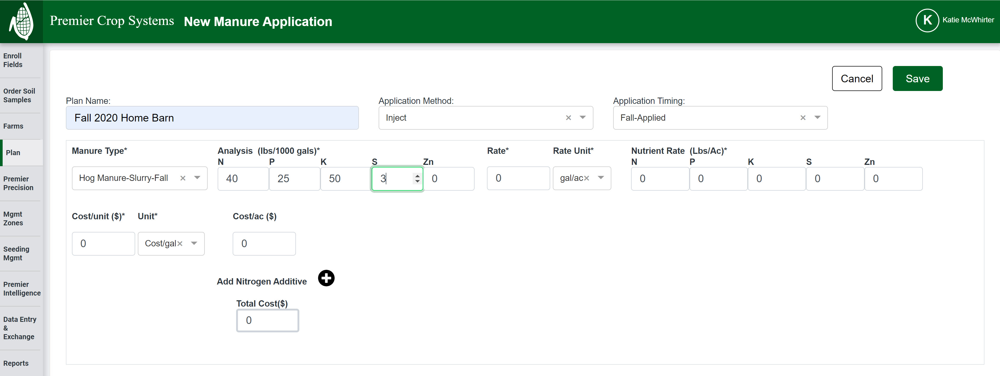 Premier Crop Systems New Manure Application
K Katie McWhirter
Enroll
Fields
Order Soil
Samples
Farms
Plan
Premier
Precision
Mgmt
Zones
Seeding
Mgmt
Premier
Intelligence
Data Entry
&
Exchange
Reports
Cancel Save
Plan Name: Application Method: Application Timing:
Fall 2020 Home Barn Inject × Fall-Applied ×
Manure Type* Analysis (lbs/1000 gals)* Rate* Rate Unit* Nutrient Rate (Lbs/Ac)*
N P K S Zn N P K S Zn
Hog Manure-Slurry-Fall × 40 25 50 3 0 0 gal/ac× 0 0 0 0 0
Cost/unit ($)* Unit* Cost/ac ($)
0 Cost/gal× 0
Add Nitrogen Additive
Total Cost($)
0